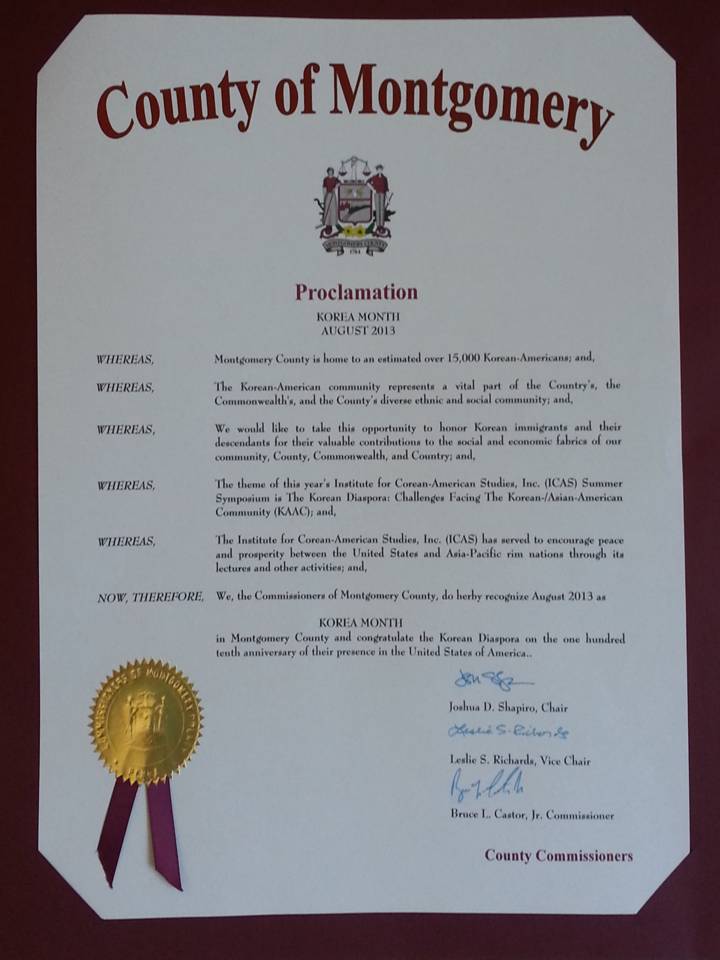 County of Montgomery
MONTGOMERY COUNTY
1784
Proclamation
KOREA MONTH
AUGUST 2013
WHEREAS, Montgomery County is home to an estimated over 15,000 Korean-Americans; and,
WHEREAS, The Korean-American community represents a vital part of the Country's, the
Commonwealth's, and the County's diverse ethnic and social community; and,
WHEREAS, We would like to take this opportunity to honor Korean immigrants and their
descendants for their valuable contributions to the social and economic fabrics of our
community, County, Commonwealth, and Country; and,
WHEREAS, The theme of this year's Institute for Corean-American Studies, Inc. (ICAS) Summer
Symposium is The Korean Diaspora: Challenges Facing The Korean-/Asian-American
Community (KAAC); and,
WHEREAS, The Institute for Corean-American Studies, Inc. (ICAS) has served to encourage peace
and prosperity between the United States and Asia-Pacific rim nations through its
lectures and other activities; and,
NOW, THEREFORE, We, the Commissioners of Montgomery County, do herby recognize August 2013 as
KOREA MONTH
in Montgomery County and congratulate the Korean Diaspora on the one hundred
tenth anniversary of their presence in the United States of America..
Joshua D. Shapiro, Chair
Leslie S. Richards
Leslie S. Richards, Vice Chair
Bruce L. Castor, Jr. Commissioner
County Commissioners
COMMISSIONERS OF MONTGOMERY COUNTY